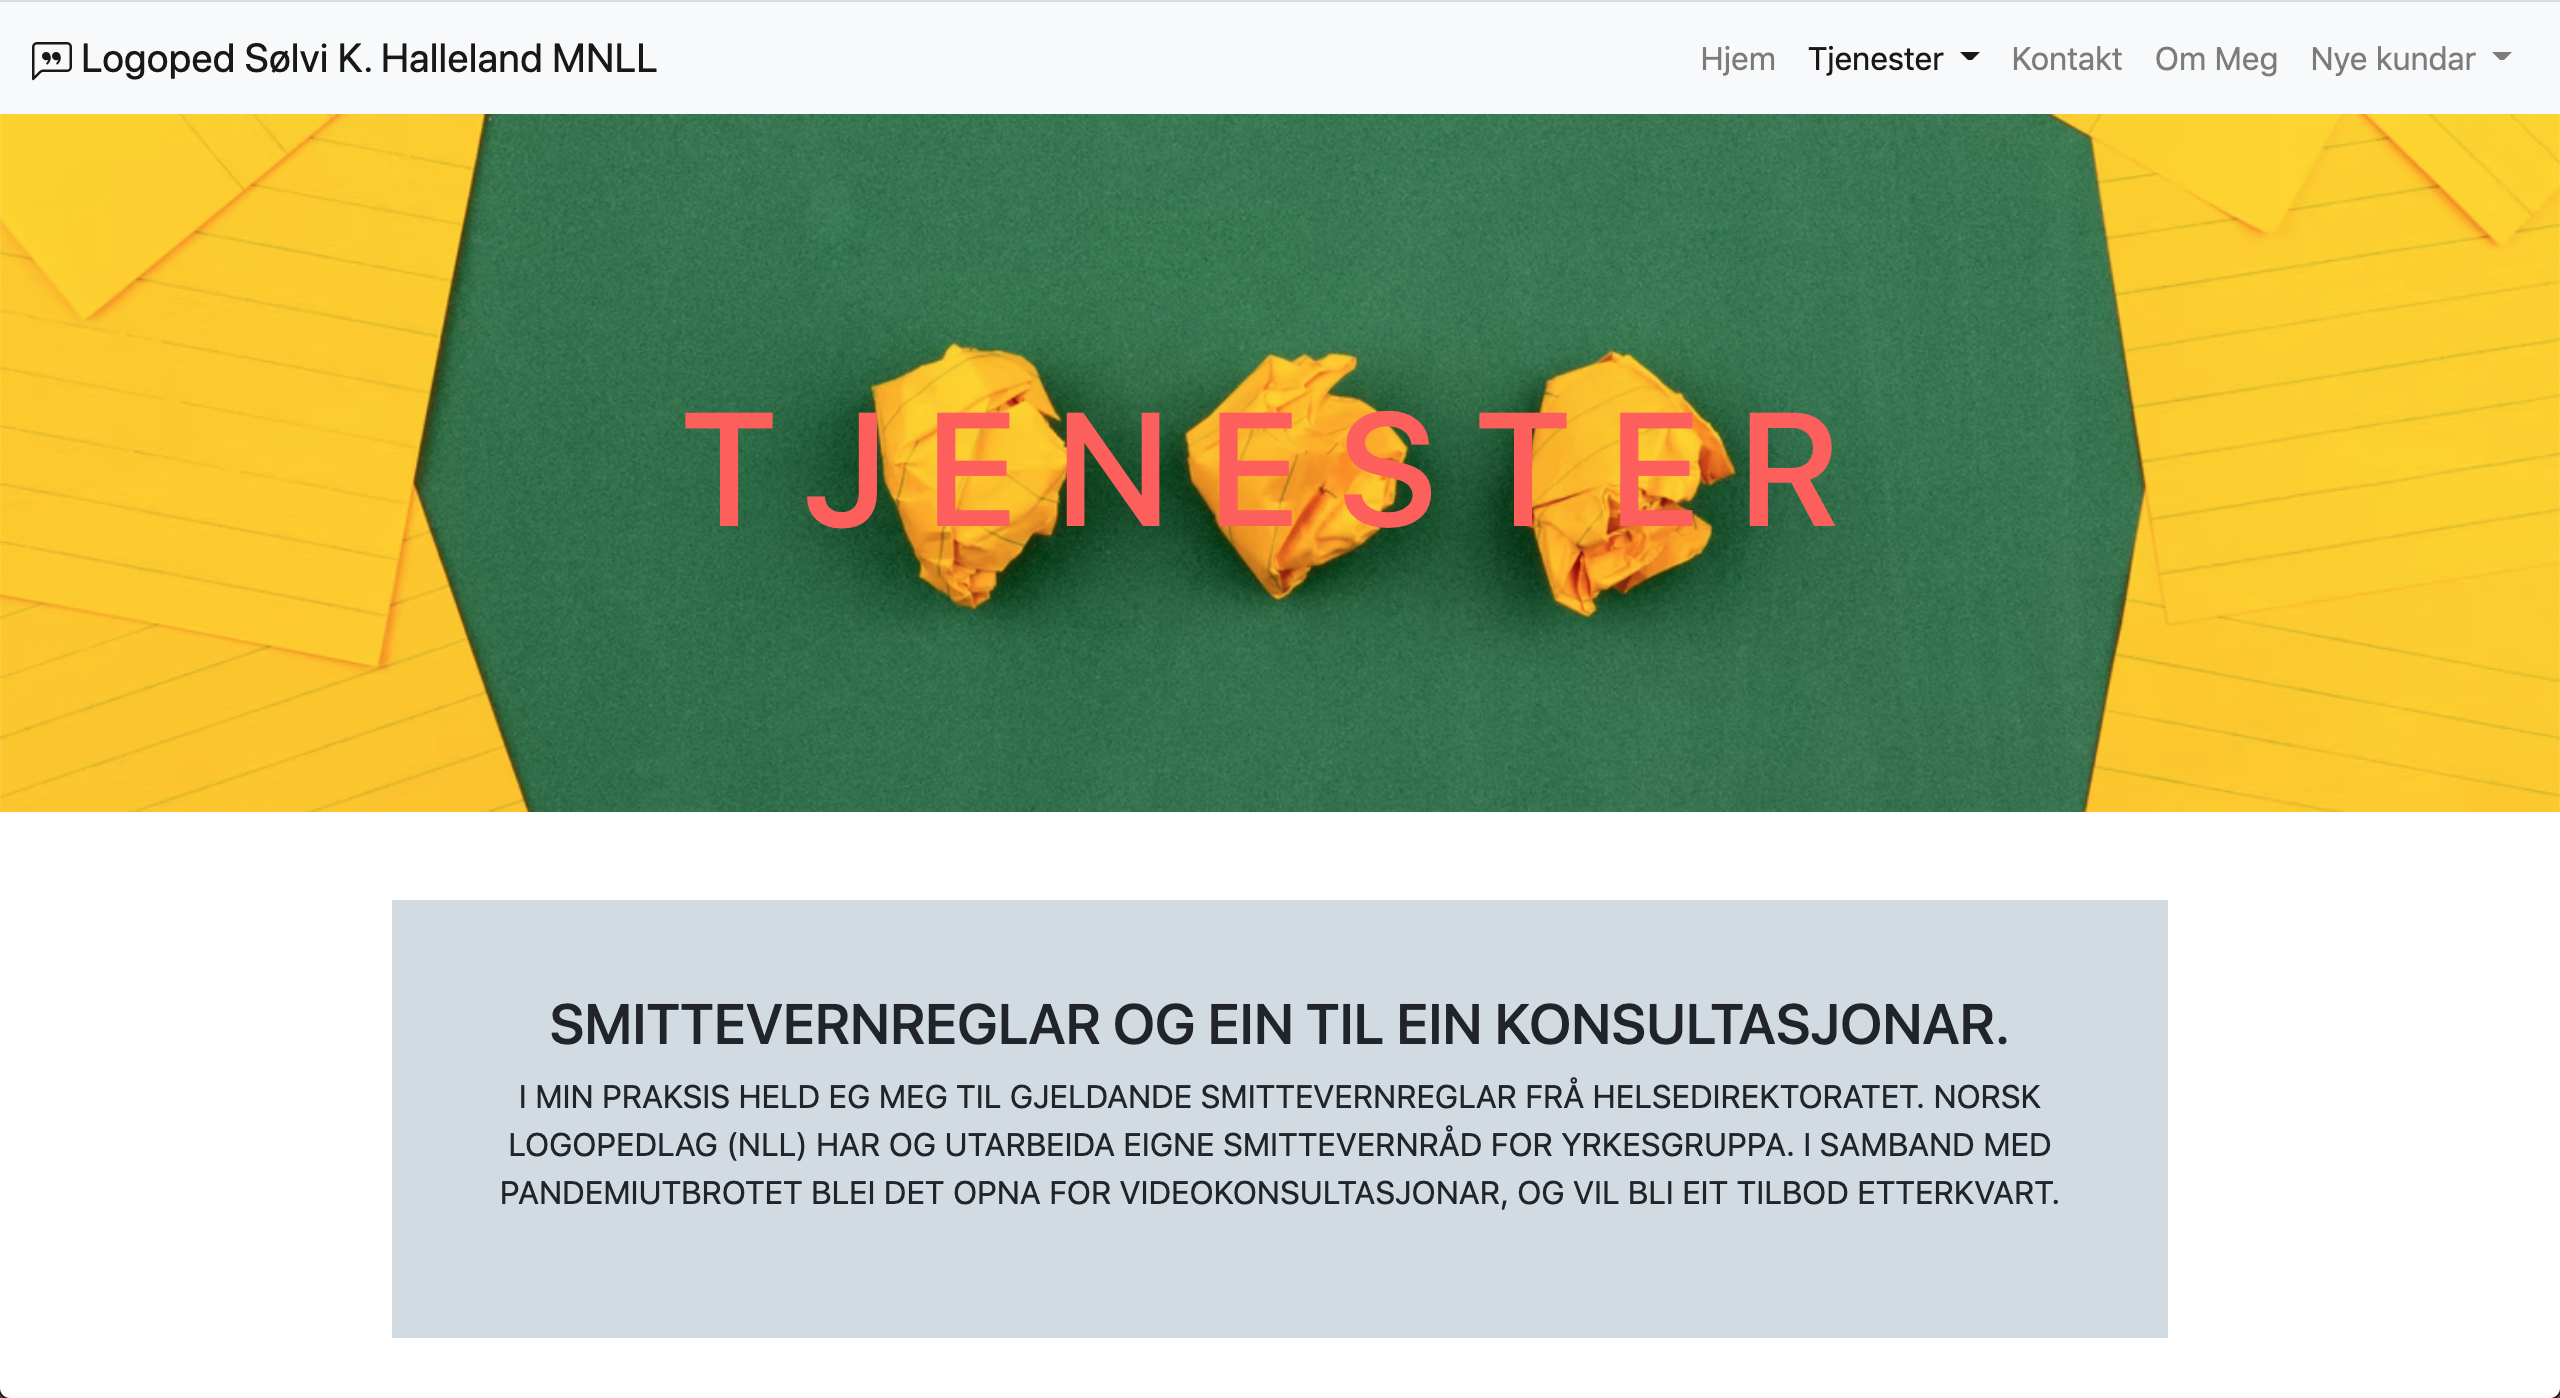 Logoped Sølvi K. Halleland MNLL
Hjem Tjenester Kontakt Om Meg Nye kundar
TJENESTER
SMITTEVERNREGLAR OG EIN TIL EIN KONSULTASJONAR.
I MIN PRAKSIS HELD EG MEG TIL GJELDANDE SMITTEVERNREGLAR FRÅ HELSEDIREKTORATET. NORSK
LOGOPEDLAG (NLL) HAR OG UTARBEIDA EIGNE SMITTEVERNRÅD FOR YRKESGRUPPA. I SAMBAND MED
PANDEMIUTBROTET BLEI DET OPNA FOR VIDEOKONSULTASJONAR, OG VIL BLI EIT TILBOD ETTERKVART.